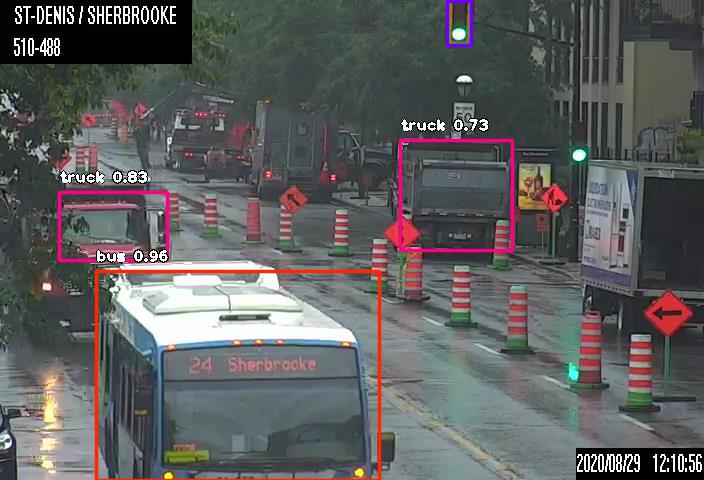 ST-DENIS / SHERBROOKE
510-488
truck 0.73
truck 0.83
bus 0.96
24 Sherbrooke
2020/08/29 12:10:56